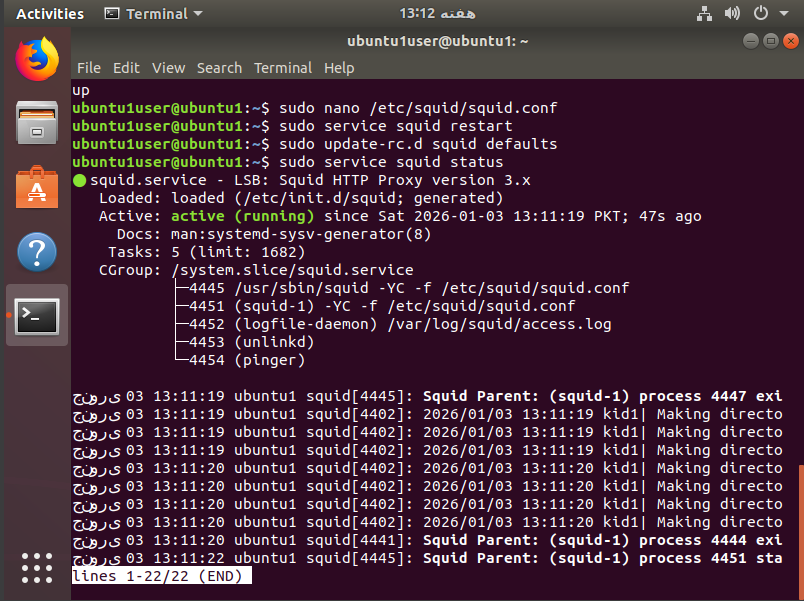 Activities Terminal 13:12 هفته
ubuntu1user@ubuntu1: ~
File Edit View Search Terminal Help
up
ubuntu1user@ubuntu1:~$ sudo nano /etc/squid/squid.conf
ubuntu1user@ubuntu1:~$ sudo service squid restart
ubuntu1user@ubuntu1:~$ sudo update-rc.d squid defaults
ubuntu1user@ubuntu1:~$ sudo service squid status
● squid.service - LSB: Squid HTTP Proxy version 3.x
Loaded: loaded (/etc/init.d/squid; generated)
Active: active (running) since Sat 2026-01-03 13:11:19 PKT; 47s ago
Docs: man:systemd-sysv-generator(8)
Tasks: 5 (limit: 1682)
CGroup: /system.slice/squid.service
├─4445 /usr/sbin/squid -YC -f /etc/squid/squid.conf
├─4451 (squid-1) -YC -f /etc/squid/squid.conf
├─4452 (logfile-daemon) /var/log/squid/access.log
├─4453 (unlinkd)
└─4454 (pinger)
جنوری 03 13:11:19 ubuntu1 squid[4445]: Squid Parent: (squid-1) process 4447 exi
جنوری 03 13:11:19 ubuntu1 squid[4402]: 2026/01/03 13:11:19 kid1| Making directo
جنوری 03 13:11:19 ubuntu1 squid[4402]: 2026/01/03 13:11:19 kid1| Making directo
جنوری 03 13:11:19 ubuntu1 squid[4402]: 2026/01/03 13:11:19 kid1| Making directo
جنوری 03 13:11:20 ubuntu1 squid[4402]: 2026/01/03 13:11:20 kid1| Making directo
جنوری 03 13:11:20 ubuntu1 squid[4402]: 2026/01/03 13:11:20 kid1| Making directo
جنوری 03 13:11:20 ubuntu1 squid[4402]: 2026/01/03 13:11:20 kid1| Making directo
جنوری 03 13:11:20 ubuntu1 squid[4402]: 2026/01/03 13:11:20 kid1| Making directo
جنوری 03 13:11:20 ubuntu1 squid[4441]: Squid Parent: (squid-1) process 4444 exi
جنوری 03 13:11:22 ubuntu1 squid[4445]: Squid Parent: (squid-1) process 4451 sta
lines 1-22/22 (END)